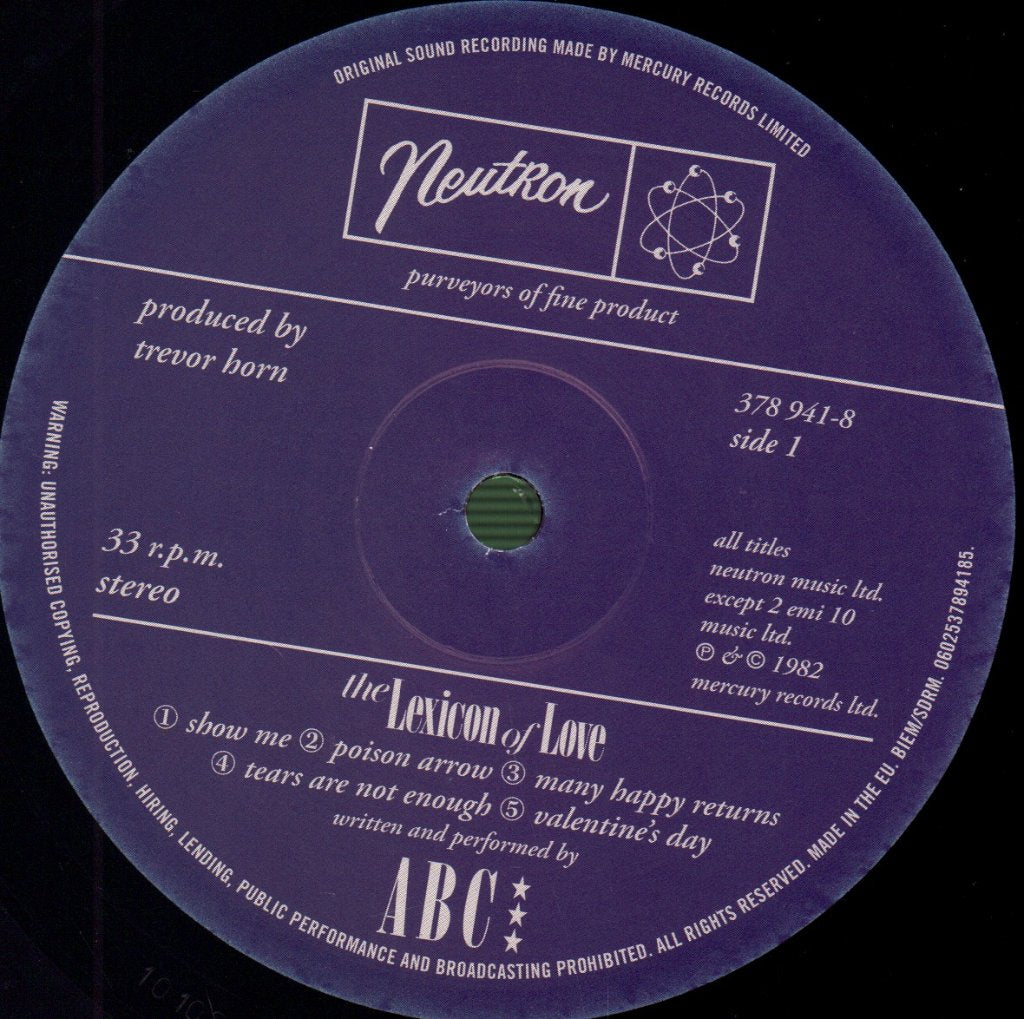 ORIGINAL SOUND RECORDING MADE BY MERCURY RECORDS LIMITED
Neutron
purveyors of fine product
produced by
trevor horn
378 941-8
side 1
33 r.p.m.
stereo
all titles
neutron music ltd.
except 2 emi 10
music ltd.
℗ & © 1982
mercury records ltd.
the Lexicon of Love
① show me ② poison arrow ③ many happy returns
④ tears are not enough ⑤ valentine's day
written and performed by
ABC
WARNING: UNAUTHORISED COPYING, REPRODUCTION, HIRING, LENDING, PUBLIC PERFORMANCE AND BROADCASTING PROHIBITED. ALL RIGHTS RESERVED. MADE IN THE EU. BIEM/SDRM. 0602537894185.